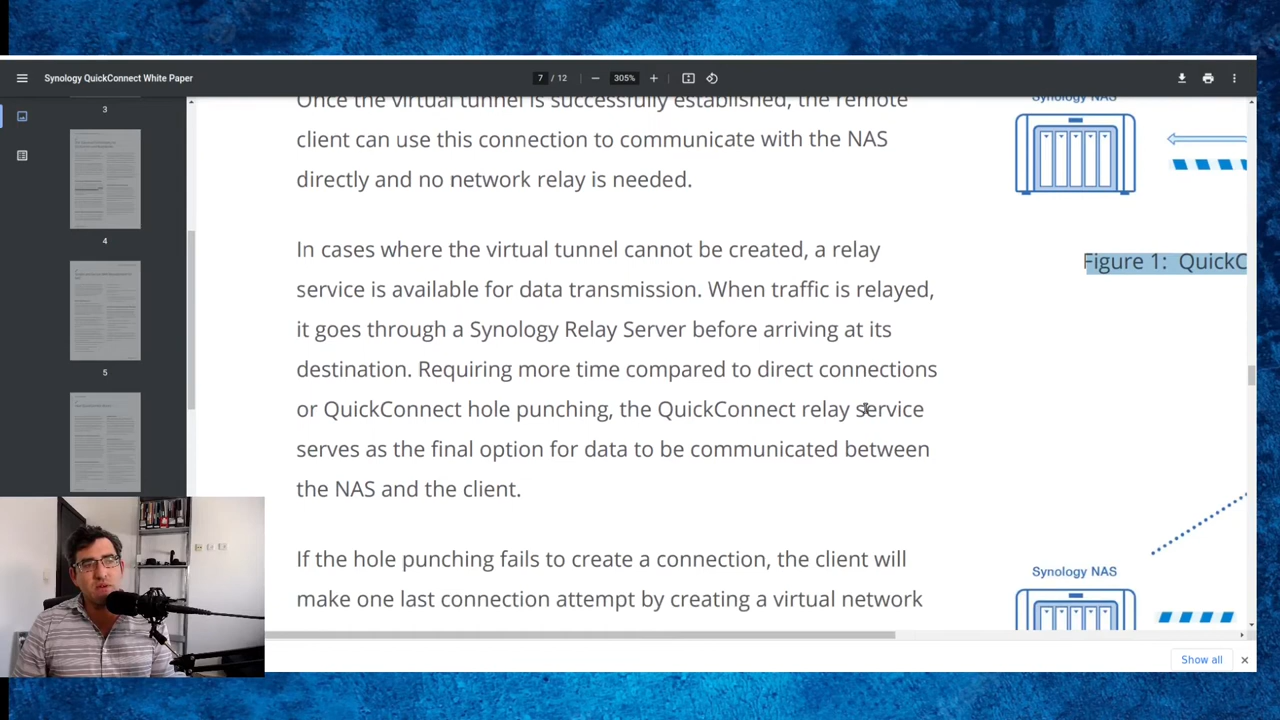 Synology QuickConnect White Paper
7 / 12
305%
3
4
5
Once the virtual tunnel is successfully established, the remote
client can use this connection to communicate with the NAS
directly and no network relay is needed.
In cases where the virtual tunnel cannot be created, a relay
service is available for data transmission. When traffic is relayed,
it goes through a Synology Relay Server before arriving at its
destination. Requiring more time compared to direct connections
or QuickConnect hole punching, the QuickConnect relay service
serves as the final option for data to be communicated between
the NAS and the client.
If the hole punching fails to create a connection, the client will
make one last connection attempt by creating a virtual network
Synology NAS
Figure 1: QuickC
Synology NAS
Show all